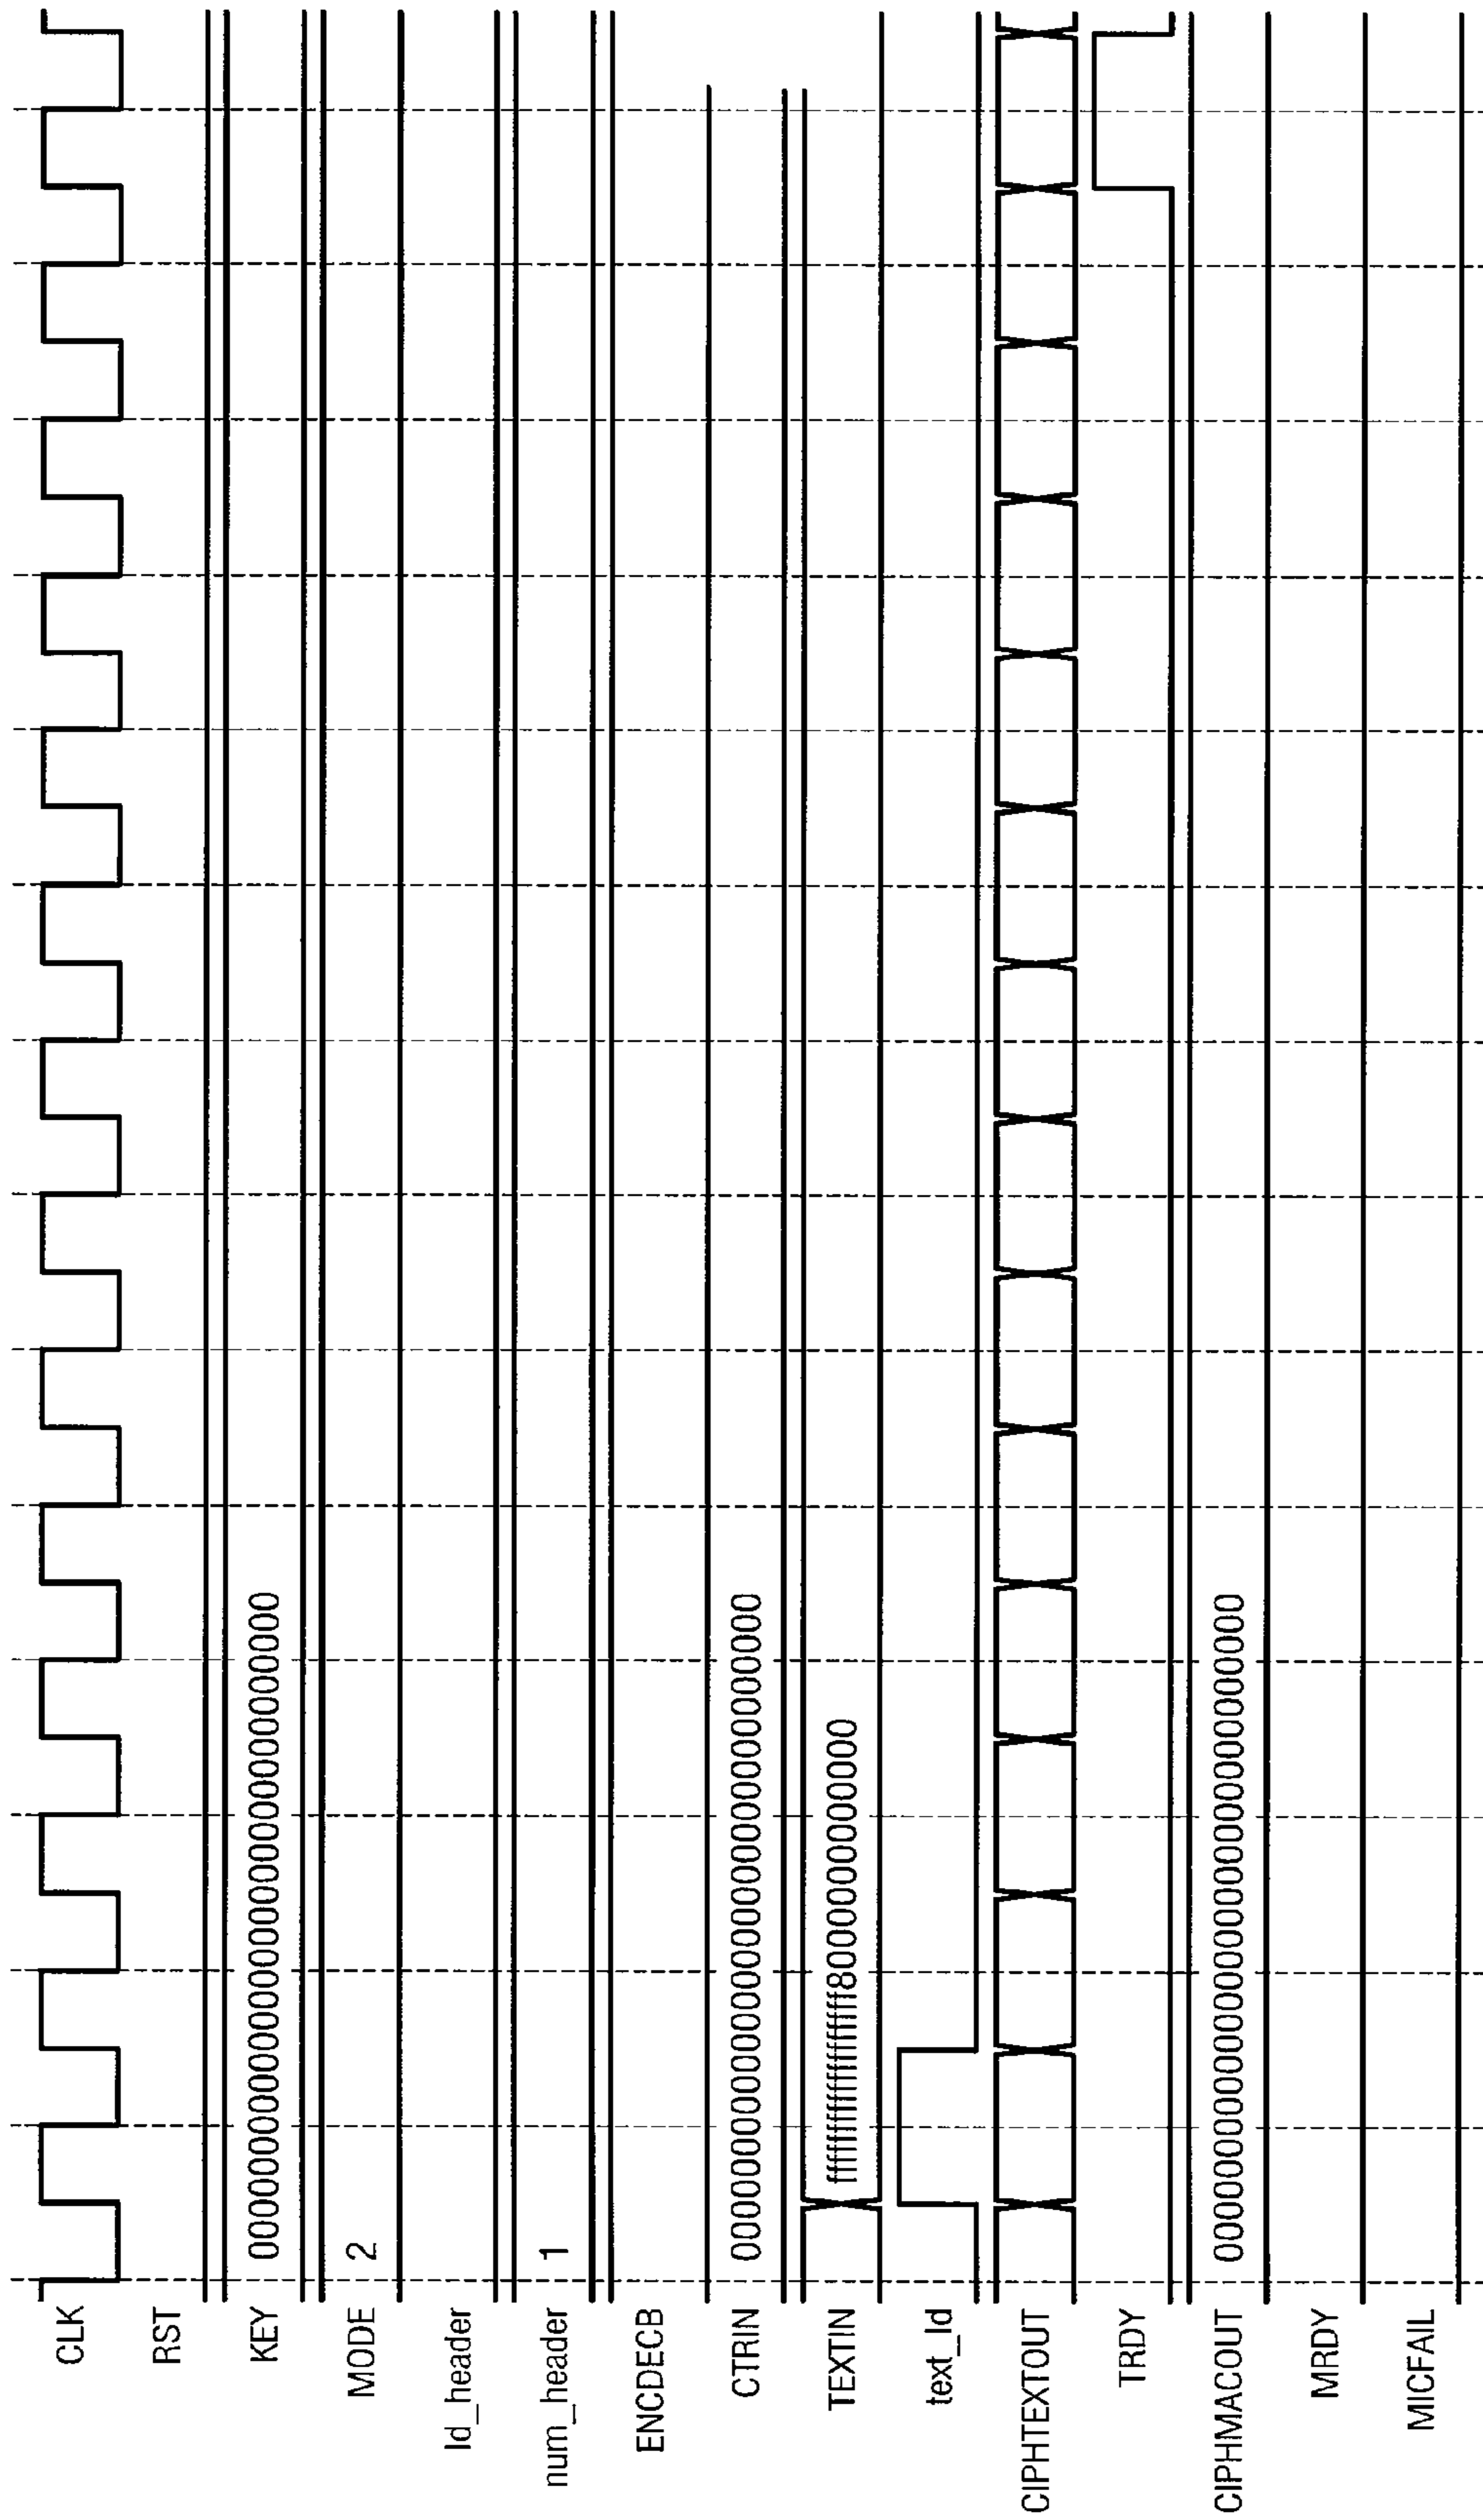 CLK
RST
KEY 00000000000000000000000000000000
MODE 2
ld_header
num_header 1
ENCDECB
CTRIN 00000000000000000000000000000000
TEXTIN fffffffffffffffffff8000000000000
text_ld
CIPHTEXTOUT
TRDY
CIPHMACOUT 00000000000000000000000000000000
MRDY
MICFAIL